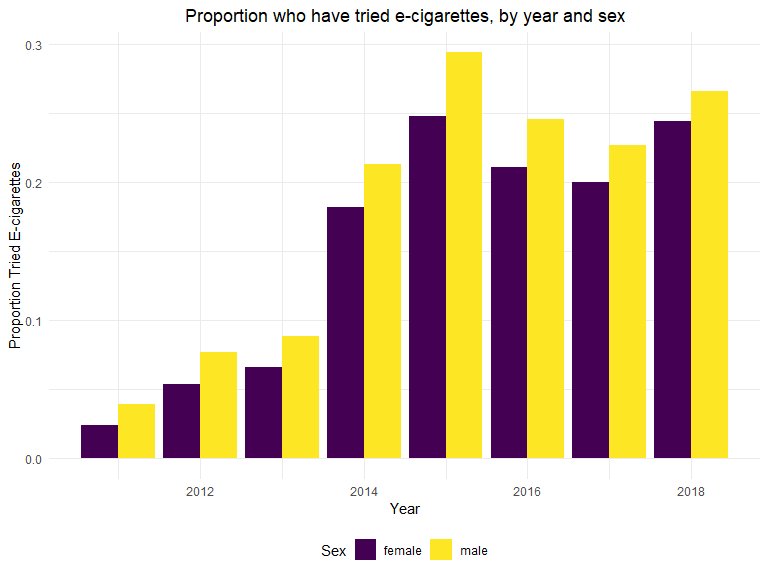 Proportion who have tried e-cigarettes, by year and sex
Proportion Tried E-cigarettes
0.3
0.2
0.1
0.0
2012 2014 2016 2018
Year
Sex female male